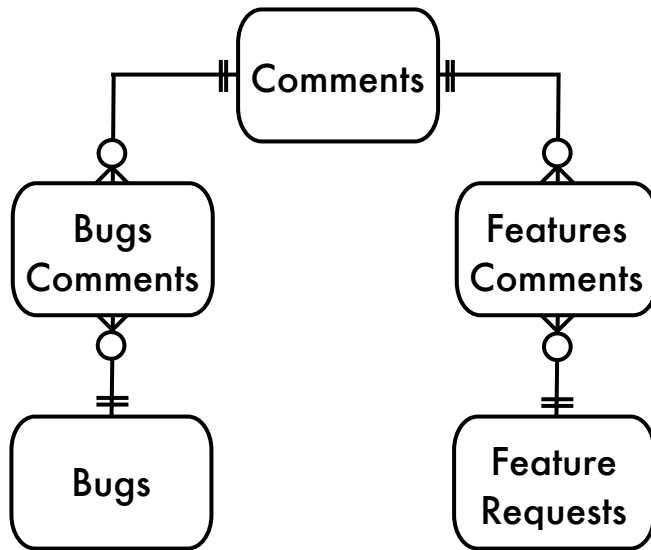 Comments
Bugs
Comments
Features
Comments
Bugs
Feature
Requests